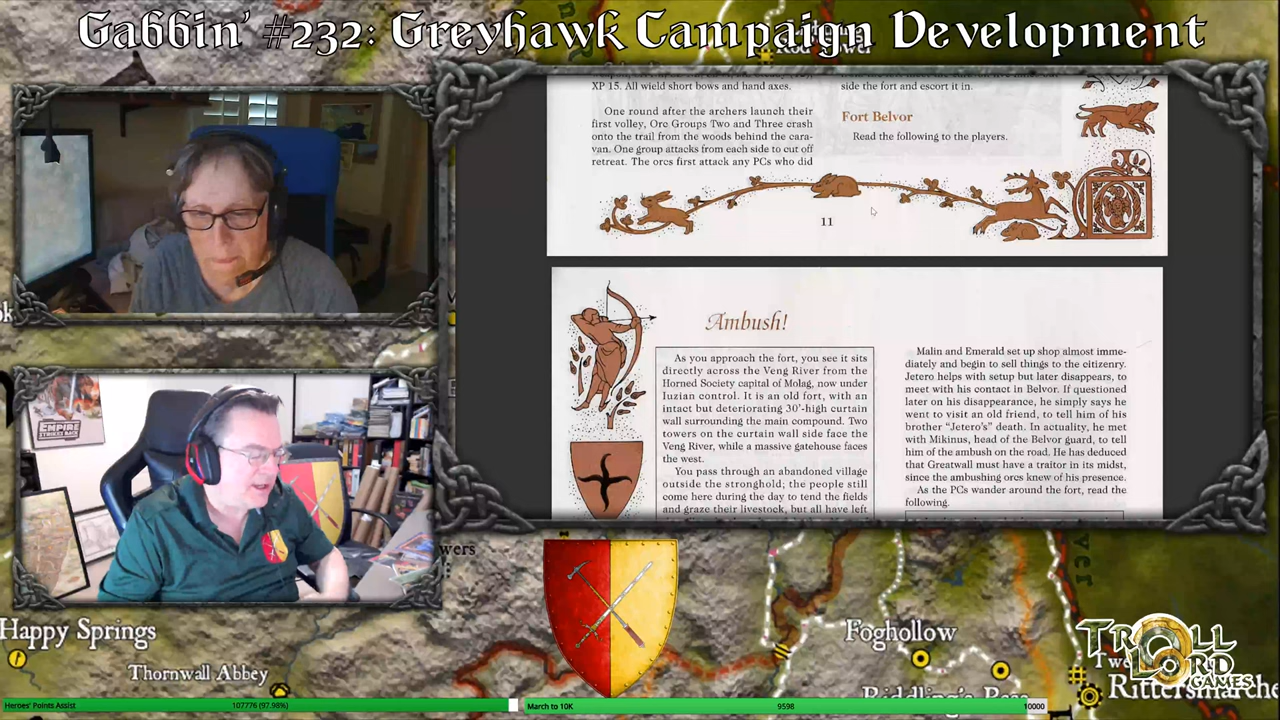 Gabbin' #232: Greyhawk Campaign Development
XP 15. All wield short bows and hand axes.
One round after the archers launch their
first volley, Orc Groups Two and Three crash
onto the trail from the woods behind the cara-
van. One group attacks from each side to cut off
retreat. The orcs first attack any PCs who did
side the fort and escort it in.
Fort Belvor
Read the following to the players.
11
Ambush!
As you approach the fort, you see it sits
directly across the Veng River from the
Horned Society capital of Molag, now under
Iuzian control. It is an old fort, with an
intact but deteriorating 30'-high curtain
wall surrounding the main compound. Two
towers on the curtain wall side face the
Veng River, while a massive gatehouse faces
the west.
You pass through an abandoned village
outside the stronghold; the people still
come here during the day to tend the fields
and graze their livestock, but all have left
Malin and Emerald set up shop almost imme-
diately and begin to sell things to the citizenry.
Jetero helps with setup but later disappears, to
meet with his contact in Belvor. If questioned
later on his disappearance, he simply says he
went to visit an old friend, to tell him of his
brother "Jetero's" death. In actuality, he met
with Mikinus, head of the Belvor guard, to tell
him of the ambush on the road. He has deduced
that Greatwall must have a traitor in its midst,
since the ambushing orcs knew of his presence.
As the PCs wander around the fort, read the
following.
EMPIRE
STRIKES BACK
wers
Happy Springs
Thornwall Abbey
Foghollow
TROLL
LORD
GAMES
Rittersmarche
Heroes' Points Assist
107776 (97.98%)
March to 10K
9598
10000